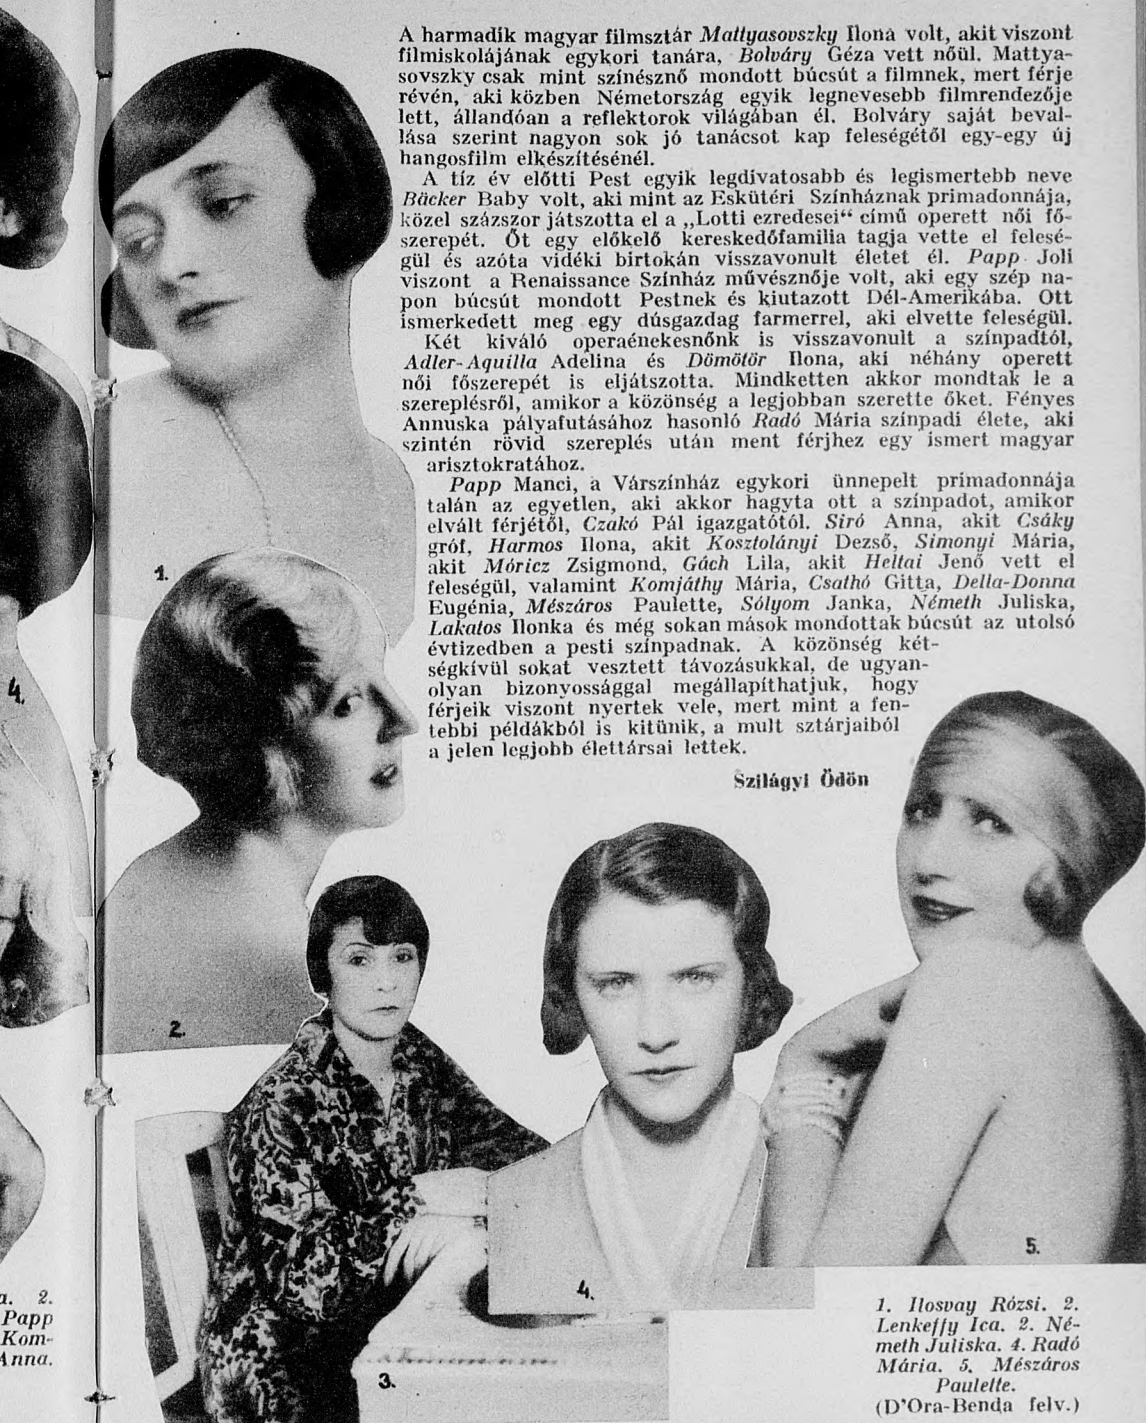 A harmadik magyar filmsztár Mattyasovszky Ilona volt, akit viszont
filmiskolájának egykori tanára, Bolváry Géza vett nőül. Mattya-
sovszky csak mint színésznő mondott búcsút a filmnek, mert férje
révén, aki közben Németország egyik legnevesebb filmrendezője
lett, állandóan a reflektorok világában él. Bolváry saját beval-
lása szerint nagyon sok jó tanácsot kap feleségétől egy-egy új
hangosfilm elkészítésénél.
A tíz év előtti Pest egyik legdivatosabb és legismertebb neve
Bäcker Baby volt, aki mint az Eskütéri Színháznak primadonnája,
közel százszor játszotta el a „Lotti ezredesei“ című operett női fő-
szerepét. Őt egy előkelő kereskedőfamilia tagja vette el felesé-
gül és azóta vidéki birtokán visszavonult életet él. Papp Joli
viszont a Renaissance Színház művésznője volt, aki egy szép na-
pon búcsút mondott Pestnek és kiutazott Dél-Amerikába. Ott
ismerkedett meg egy dúsgazdag farmerrel, aki elvette feleségül.
Két kiváló operaénekesnőnk is visszavonult a színpadtól,
Adler-Aquilla Adelina és Dömötör Ilona, aki néhány operett
női főszerepét is eljátszotta. Mindketten akkor mondtak le a
szereplésről, amikor a közönség a legjobban szerette őket. Fényes
Annuska pályafutásához hasonló Radó Mária színpadi élete, aki
szintén rövid szereplés után ment férjhez egy ismert magyar
arisztokratához.
Papp Manci, a Várszínház egykori ünnepelt primadonnája
talán az egyetlen, aki akkor hagyta ott a színpadot, amikor
elvált férjétől, Czakó Pál igazgatótól. Siró Anna, akit Csáky
gróf, Harmos Ilona, akit Kosztolányi Dezső, Simonyi Mária,
akit Móricz Zsigmond, Gách Lila, akit Heltai Jenő vett el
feleségül, valamint Komjáthy Mária, Csathó Gitta, Della-Donna
Eugénia, Mészáros Paulette, Sólyom Janka, Németh Juliska,
Lakatos Ilonka és még sokan mások mondottak búcsút az utolsó
évtizedben a pesti színpadnak. A közönség két-
ségkívül sokat vesztett távozásukkal, de ugyan-
olyan bizonyossággal megállapíthatjuk, hogy
férjeik viszont nyertek vele, mert mint a fen-
tebbi példákból is kitűnik, a mult sztárjaiból
a jelen legjobb élettársai lettek.
Szilágyi Ödön
1.
4.
2.
5.
4.
3.
a. 2.
Papp
Kom-
Anna.
1. Ilosvay Rózsi. 2.
Lenkeffy Ica. 2. Né-
meth Juliska. 4. Radó
Mária. 5. Mészáros
Paulette.
(D'Ora-Benda felv.)